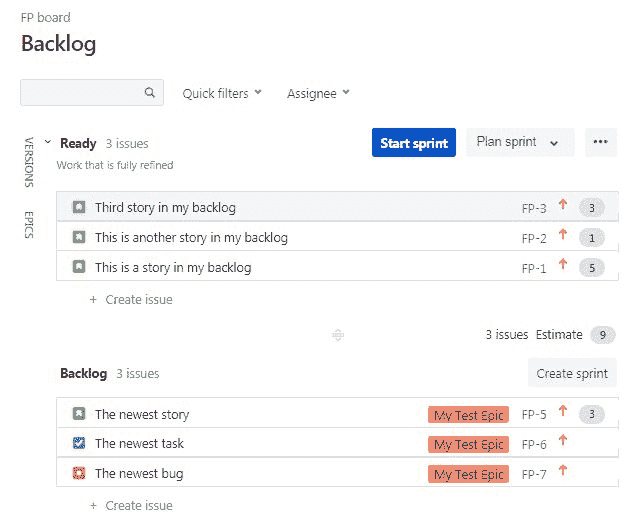 FP board
Backlog
Quick filters Assignee
VERSIONS
EPICS
Ready 3 issues Start sprint Plan sprint •••
Work that is fully refined
Third story in my backlog FP-3 3
This is another story in my backlog FP-2 1
This is a story in my backlog FP-1 5
+ Create issue
3 issues Estimate 9
Backlog 3 issues Create sprint
The newest story My Test Epic FP-5 3
The newest task My Test Epic FP-6
The newest bug My Test Epic FP-7
+ Create issue